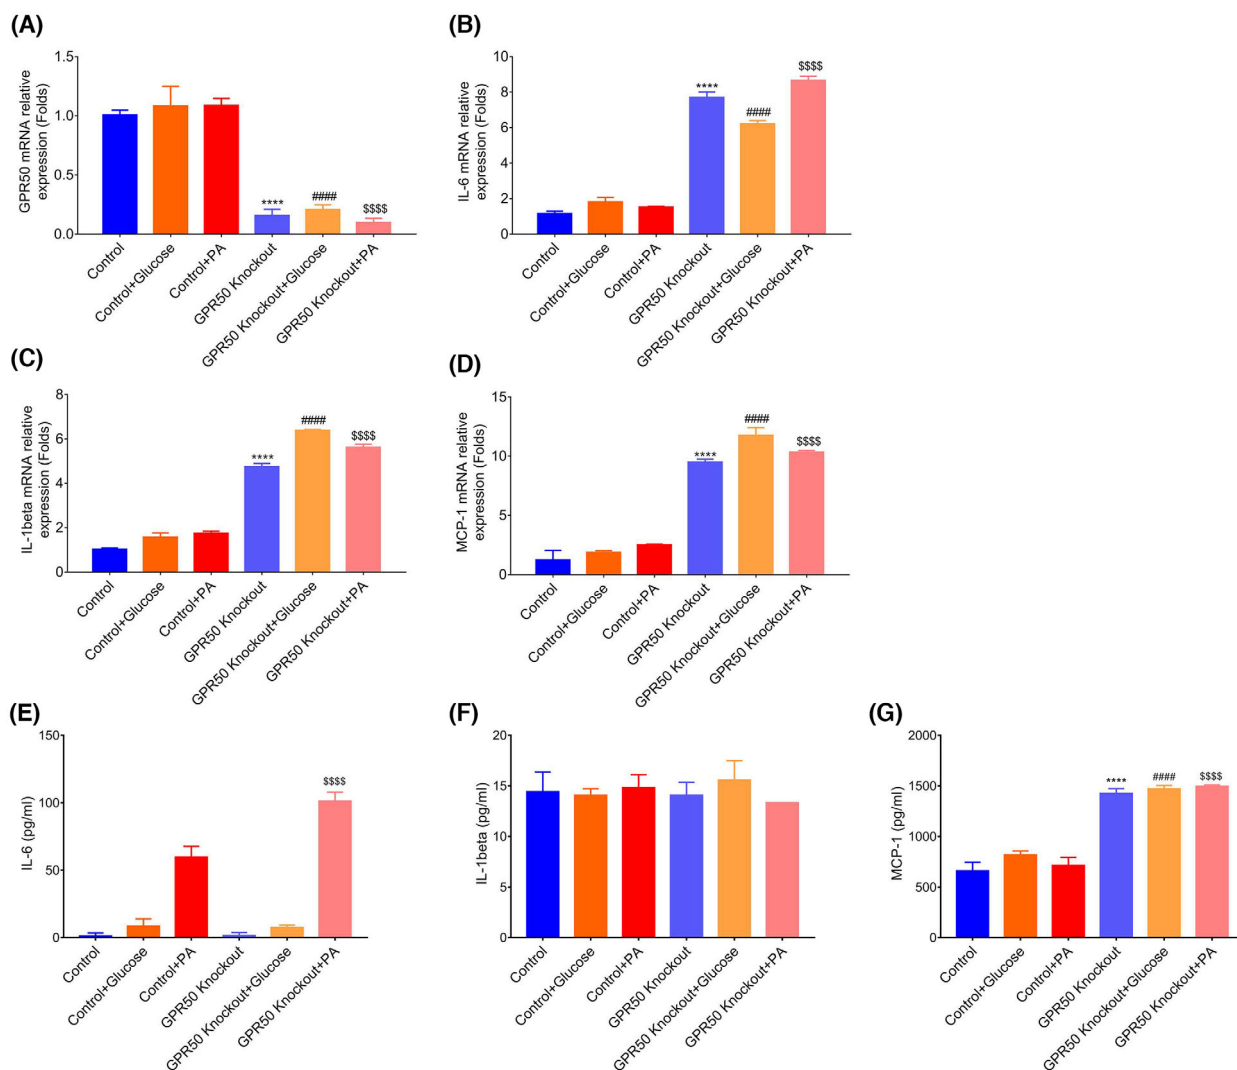 (A)
GPR50 mRNA relative
expression (Folds)
1.5
1.0
0.5
0.0
****
####
$$$$
Control
Control+Glucose
Control+PA
GPR50 Knockout
GPR50 Knockout+Glucose
GPR50 Knockout+PA
(B)
IL-6 mRNA relative
expression (Folds)
10
8
6
4
2
0
****
####
$$$$
Control
Control+Glucose
Control+PA
GPR50 Knockout
GPR50 Knockout+Glucose
GPR50 Knockout+PA
(C)
IL-1beta mRNA relative
expression (Folds)
8
6
4
2
0
****
####
$$$$
Control
Control+Glucose
Control+PA
GPR50 Knockout
GPR50 Knockout+Glucose
GPR50 Knockout+PA
(D)
MCP-1 mRNA relative
expression (Folds)
15
10
5
0
****
####
$$$$
Control
Control+Glucose
Control+PA
GPR50 Knockout
GPR50 Knockout+Glucose
GPR50 Knockout+PA
(E)
IL-6 (pg/ml)
150
100
50
0
$$$$
Control
Control+Glucose
Control+PA
GPR50 Knockout
GPR50 Knockout+Glucose
GPR50 Knockout+PA
(F)
IL-1beta (pg/ml)
20
15
10
5
0
Control
Control+Glucose
Control+PA
GPR50 Knockout
GPR50 Knockout+Glucose
GPR50 Knockout+PA
(G)
MCP-1 (pg/ml)
2000
1500
1000
500
0
****
####
$$$$
Control
Control+Glucose
Control+PA
GPR50 Knockout
GPR50 Knockout+Glucose
GPR50 Knockout+PA